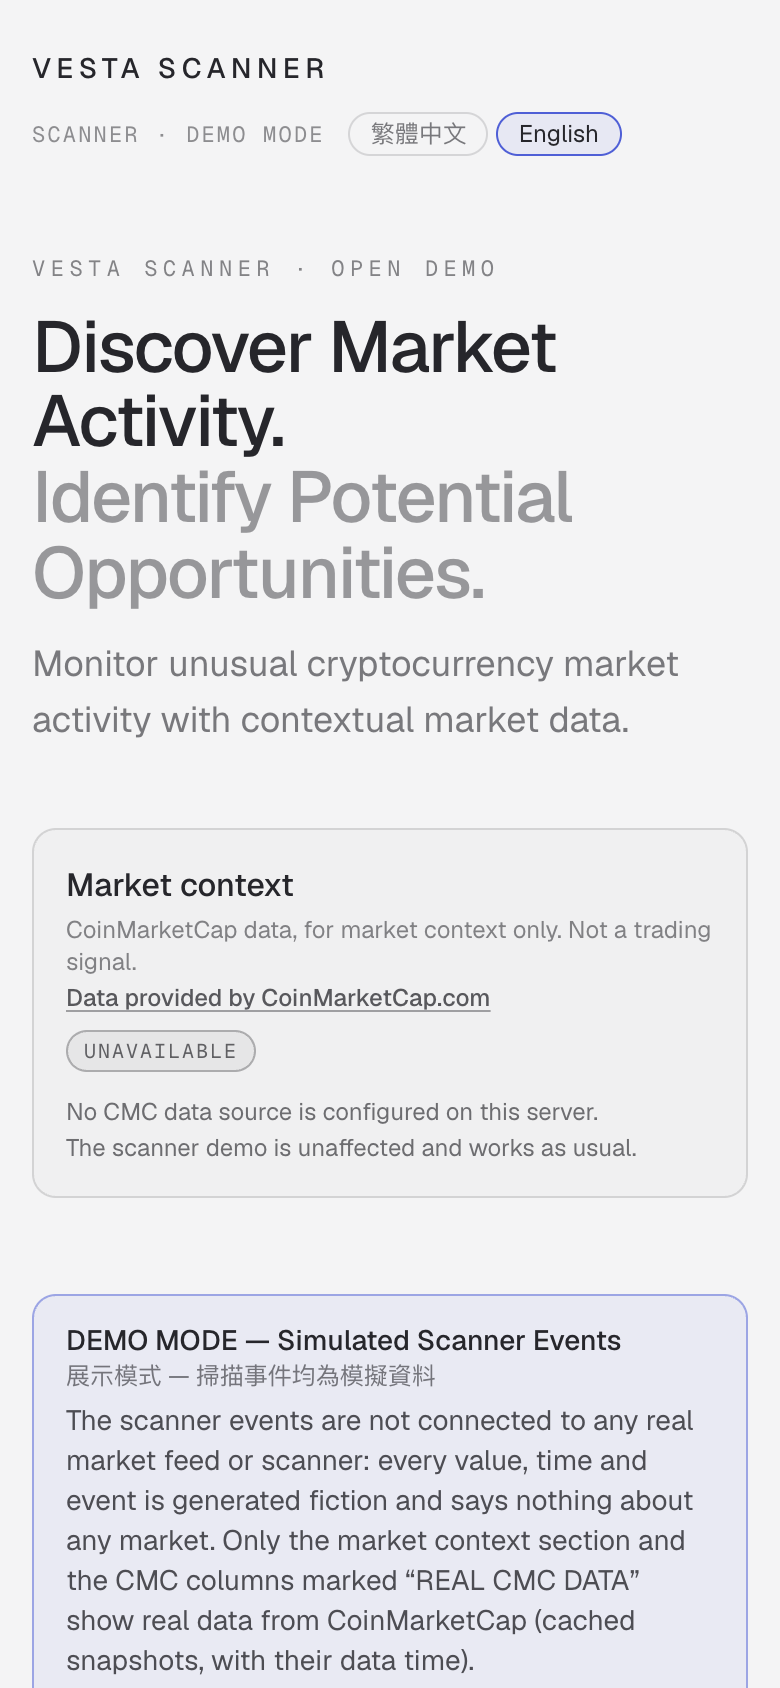 VESTA SCANNER
SCANNER · DEMO MODE 繁體中文 English
VESTA SCANNER · OPEN DEMO
Discover Market
Activity.
Identify Potential
Opportunities.
Monitor unusual cryptocurrency market
activity with contextual market data.
Market context
CoinMarketCap data, for market context only. Not a trading
signal.
Data provided by CoinMarketCap.com
UNAVAILABLE
No CMC data source is configured on this server.
The scanner demo is unaffected and works as usual.
DEMO MODE — Simulated Scanner Events
展示模式 — 掃描事件均為模擬資料
The scanner events are not connected to any real
market feed or scanner: every value, time and
event is generated fiction and says nothing about
any market. Only the market context section and
the CMC columns marked “REAL CMC DATA”
show real data from CoinMarketCap (cached
snapshots, with their data time).